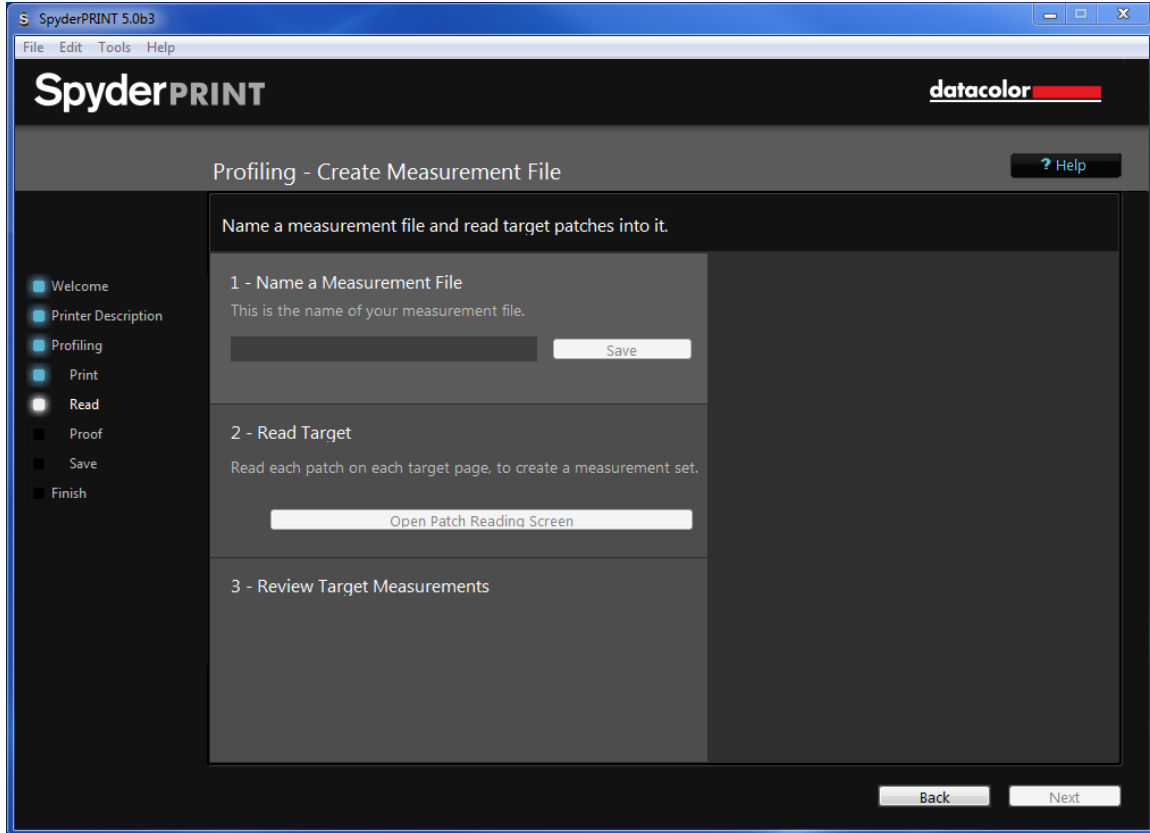 S SpyderPRINT 5.0b3
File Edit Tools Help
SpyderPRINT
datacolor
Profiling - Create Measurement File
? Help
Name a measurement file and read target patches into it.
Welcome
Printer Description
Profiling
Print
Read
Proof
Save
Finish
1 - Name a Measurement File
This is the name of your measurement file.
Save
2 - Read Target
Read each patch on each target page, to create a measurement set.
Open Patch Reading Screen
3 - Review Target Measurements
Back
Next